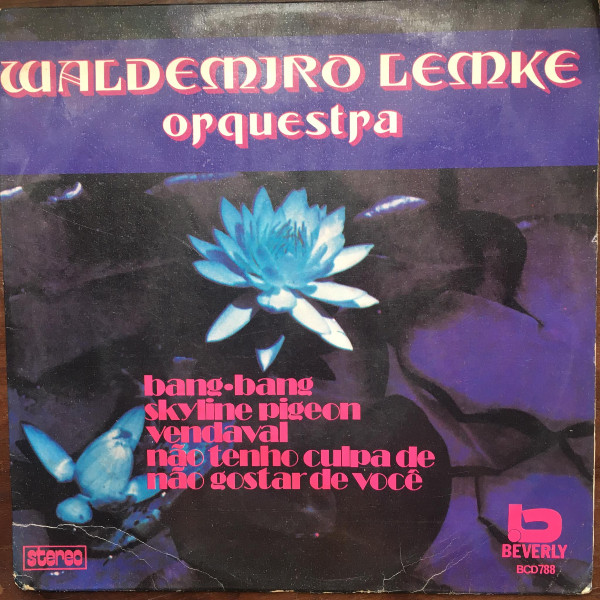 WALDEMIRO LEMKE
orquestra
bang•bang
skyline pigeon
vendaval
não tenho culpa de
não gostar de você
stereo
b
BEVERLY
BCD788